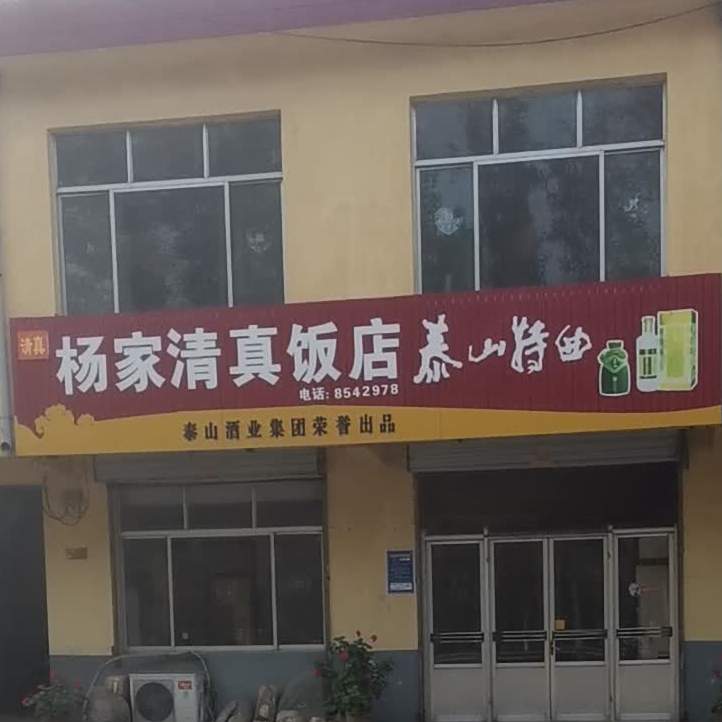 清真
杨家清真饭店
泰山特曲
电话: 8542978
泰山酒业集团荣誉出品